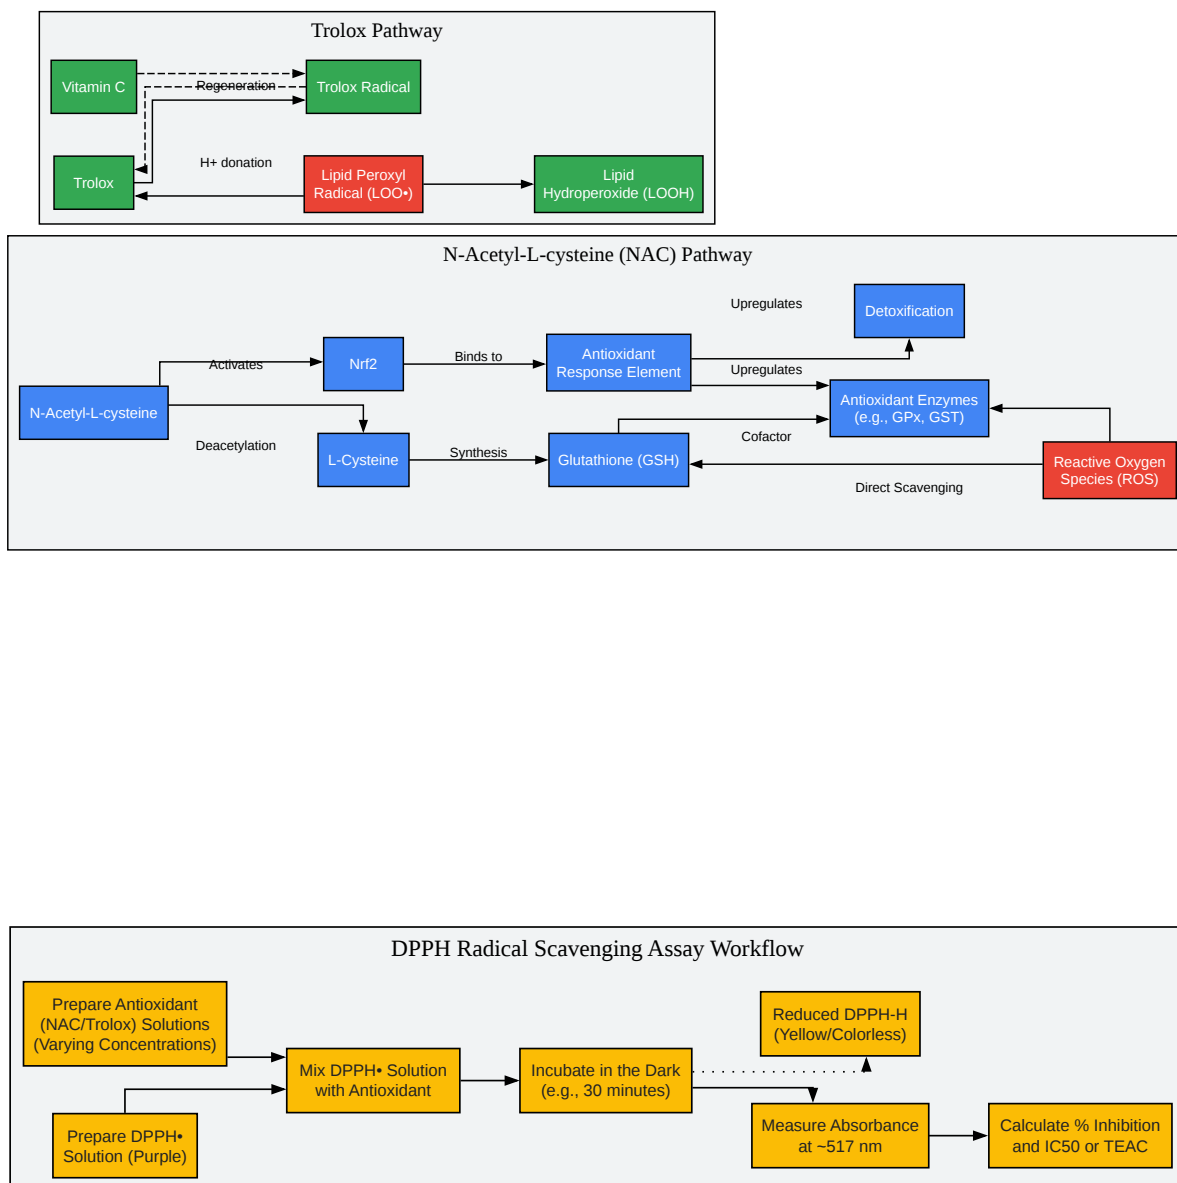 Trolox Pathway
Vitamin C
Regeneration
Trolox Radical
Trolox
H+ donation
Lipid Peroxyl
Radical (LOO•)
Lipid
Hydroperoxide (LOOH)
N-Acetyl-L-cysteine (NAC) Pathway
Upregulates
Detoxification
N-Acetyl-L-cysteine
Activates
Nrf2
Binds to
Antioxidant
Response Element
Upregulates
Antioxidant Enzymes
(e.g., GPx, GST)
Deacetylation
L-Cysteine
Synthesis
Glutathione (GSH)
Cofactor
Direct Scavenging
Reactive Oxygen
Species (ROS)
DPPH Radical Scavenging Assay Workflow
Prepare Antioxidant
(NAC/Trolox) Solutions
(Varying Concentrations)
Prepare DPPH•
Solution (Purple)
Mix DPPH• Solution
with Antioxidant
Incubate in the Dark
(e.g., 30 minutes)
Reduced DPPH-H
(Yellow/Colorless)
Measure Absorbance
at ~517 nm
Calculate % Inhibition
and IC50 or TEAC